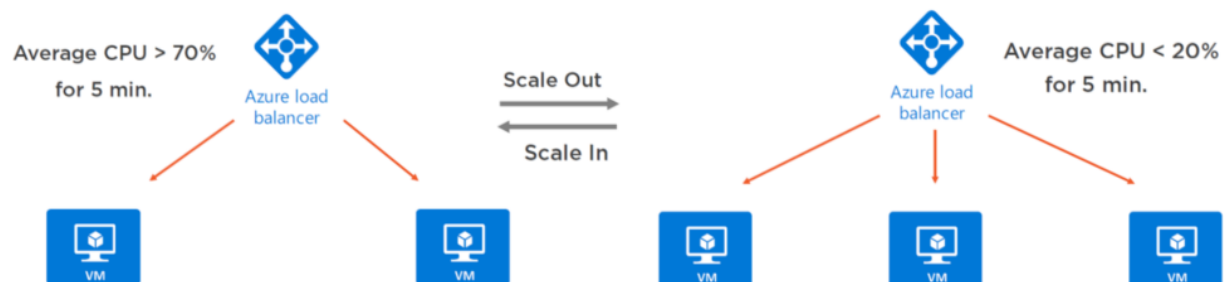 Average CPU > 70%
for 5 min.
Azure load
balancer
Scale Out
Scale In
Azure load
balancer
Average CPU < 20%
for 5 min.
VM
VM
VM
VM
VM